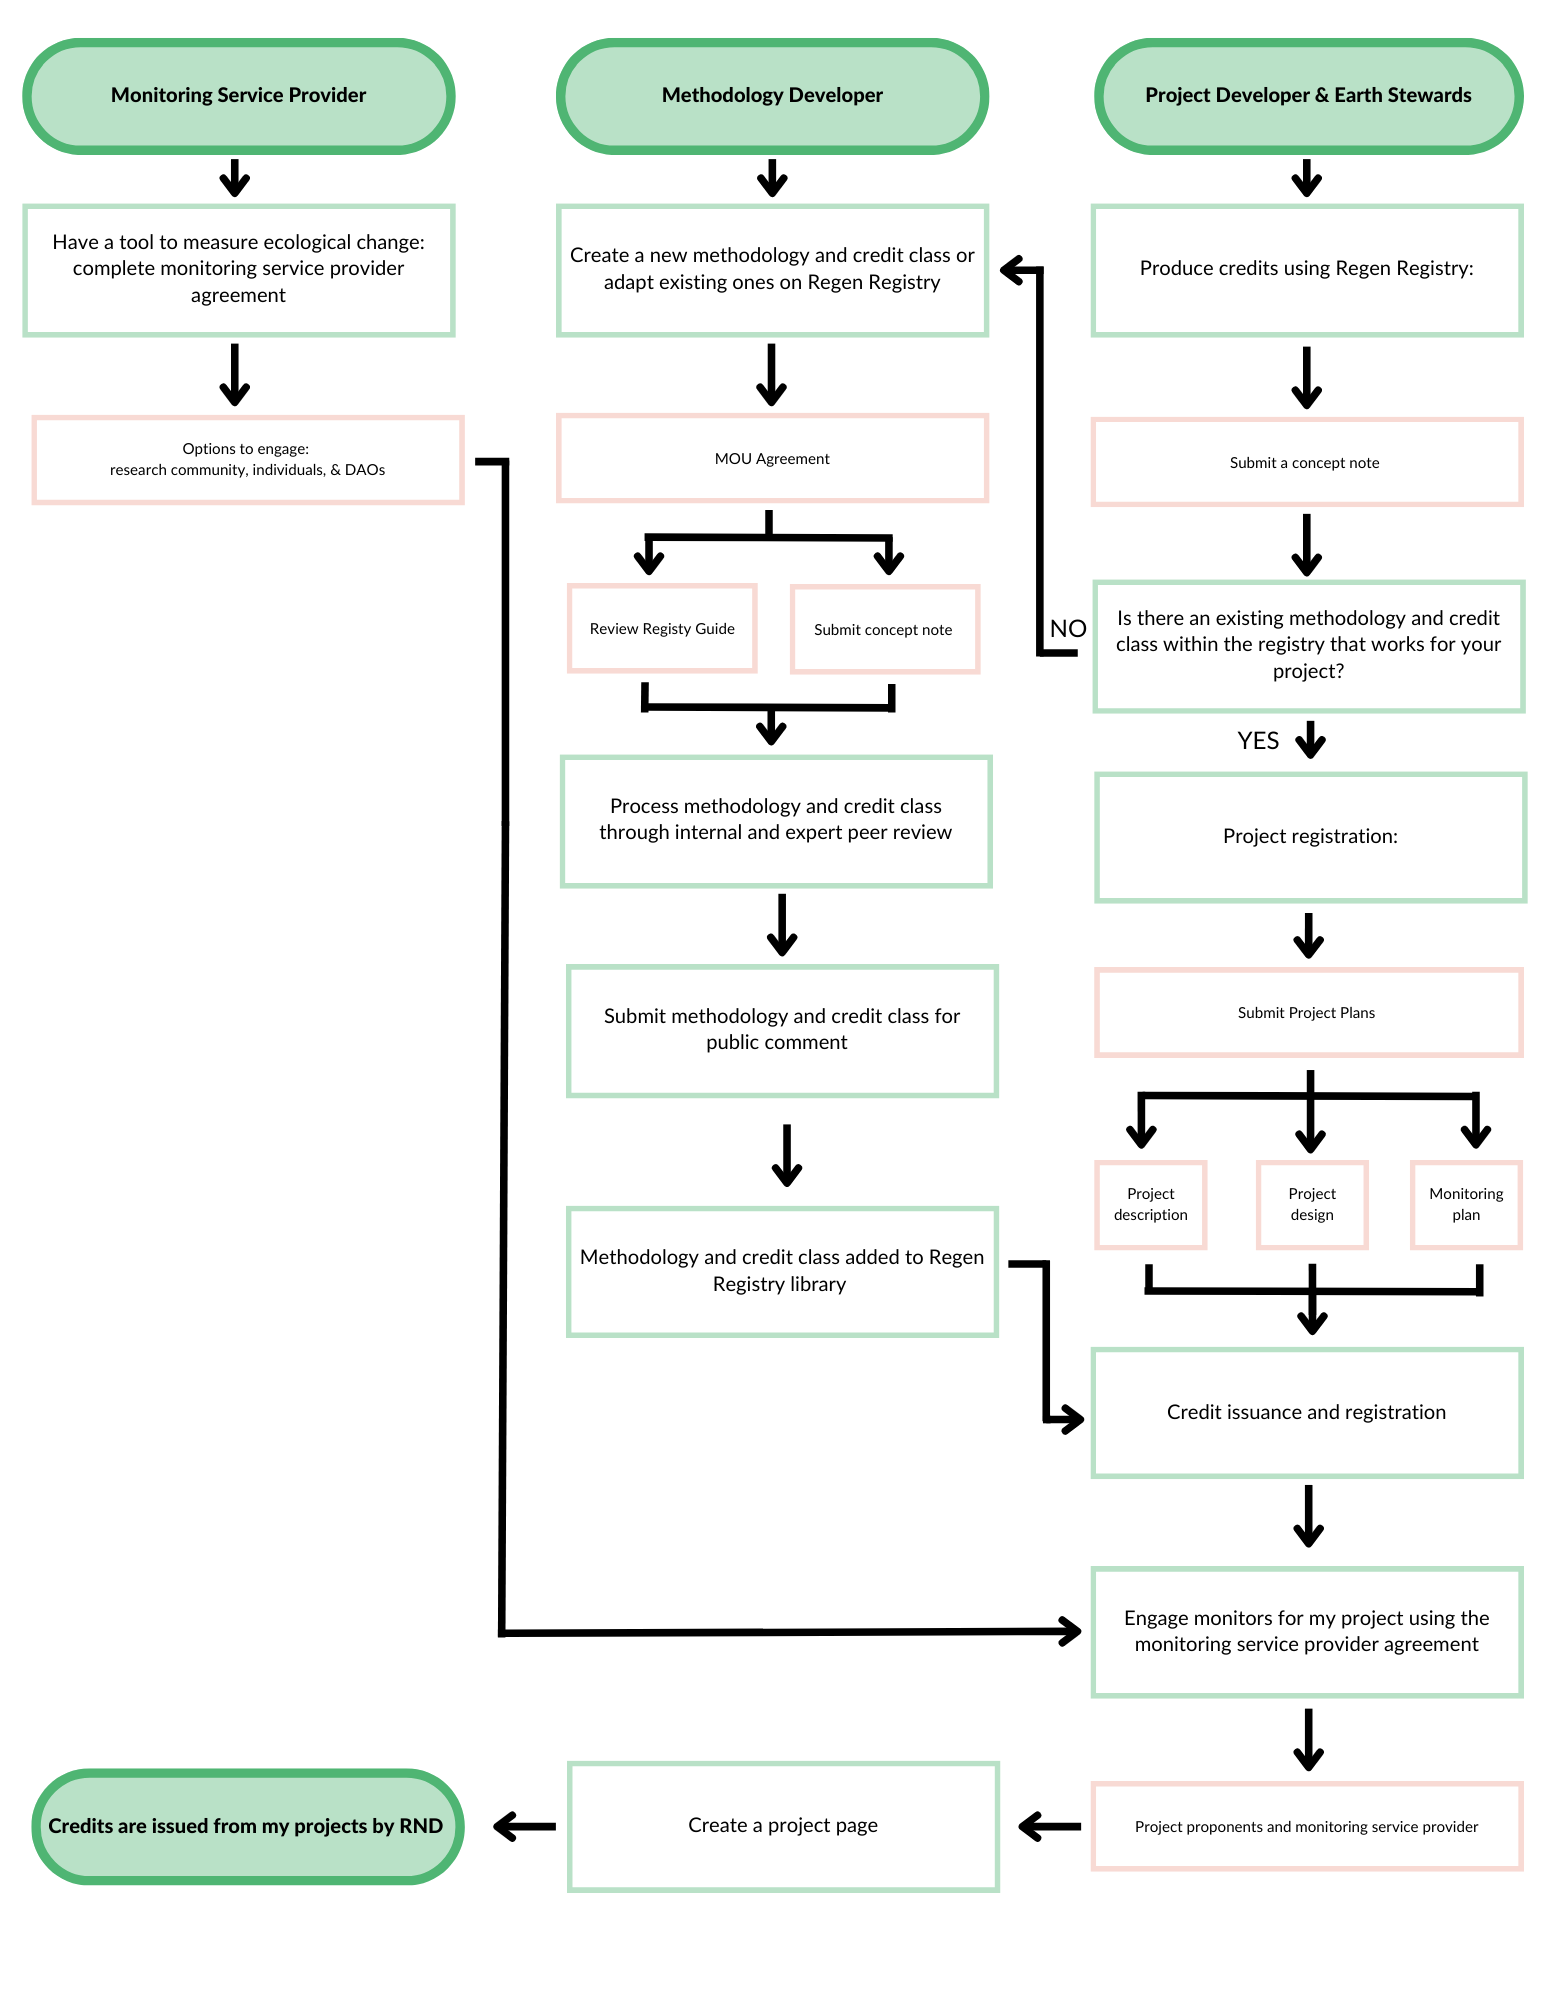 Monitoring Service Provider
Have a tool to measure ecological change:
complete monitoring service provider
agreement
Options to engage:
research community, individuals, & DAOs
Methodology Developer
Create a new methodology and credit class or
adapt existing ones on Regen Registry
MOU Agreement
Review Registy Guide
Submit concept note
Process methodology and credit class
through internal and expert peer review
Submit methodology and credit class for
public comment
Methodology and credit class added to Regen
Registry library
Project Developer & Earth Stewards
Produce credits using Regen Registry:
Submit a concept note
Is there an existing methodology and credit
class within the registry that works for your
project?
NO
YES
Project registration:
Submit Project Plans
Project
description
Project
design
Monitoring
plan
Credit issuance and registration
Engage monitors for my project using the
monitoring service provider agreement
Project proponents and monitoring service provider
Create a project page
Credits are issued from my projects by RND